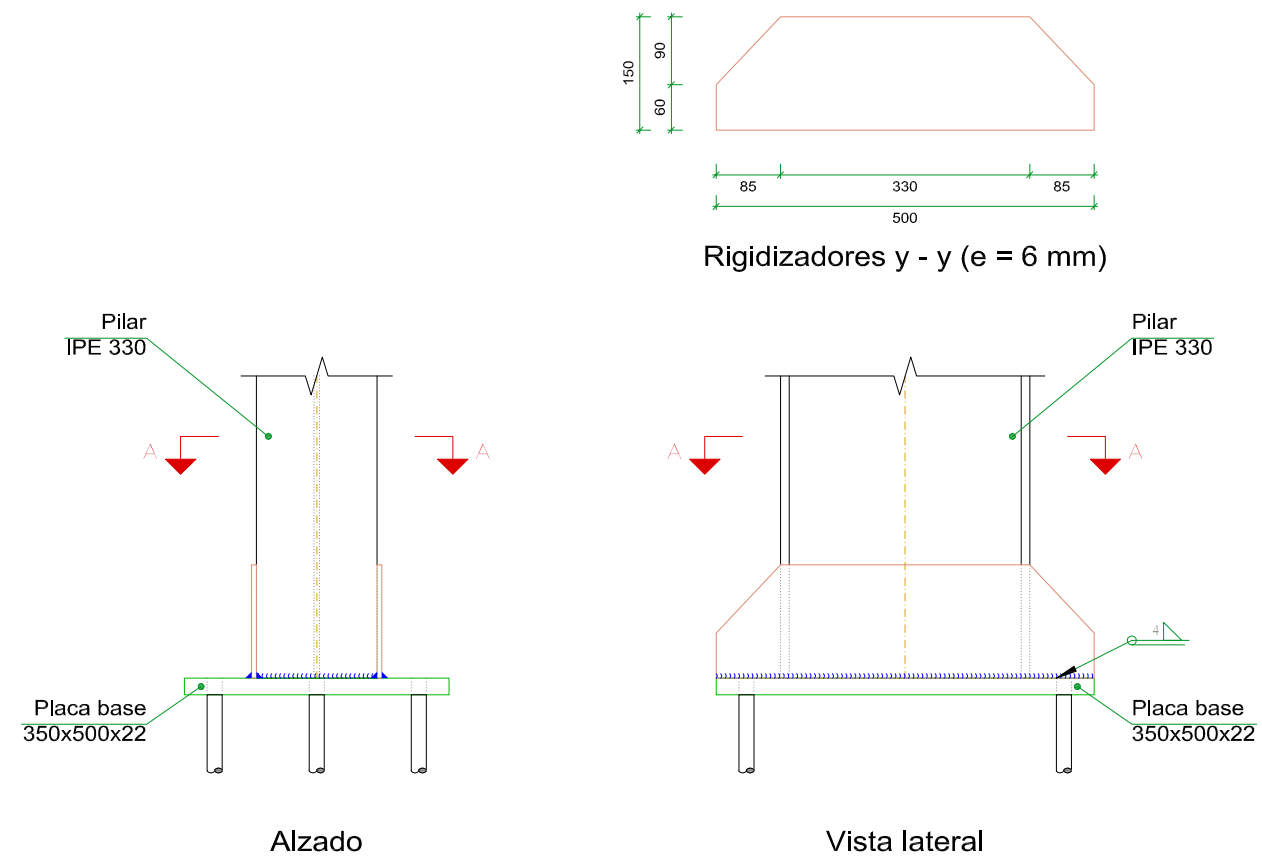 90
150
60
85
330
85
500
Rigidizadores y - y (e = 6 mm)
Pilar
IPE 330
Pilar
IPE 330
A
A
A
A
4
Placa base
350x500x22
Placa base
350x500x22
Alzado
Vista lateral